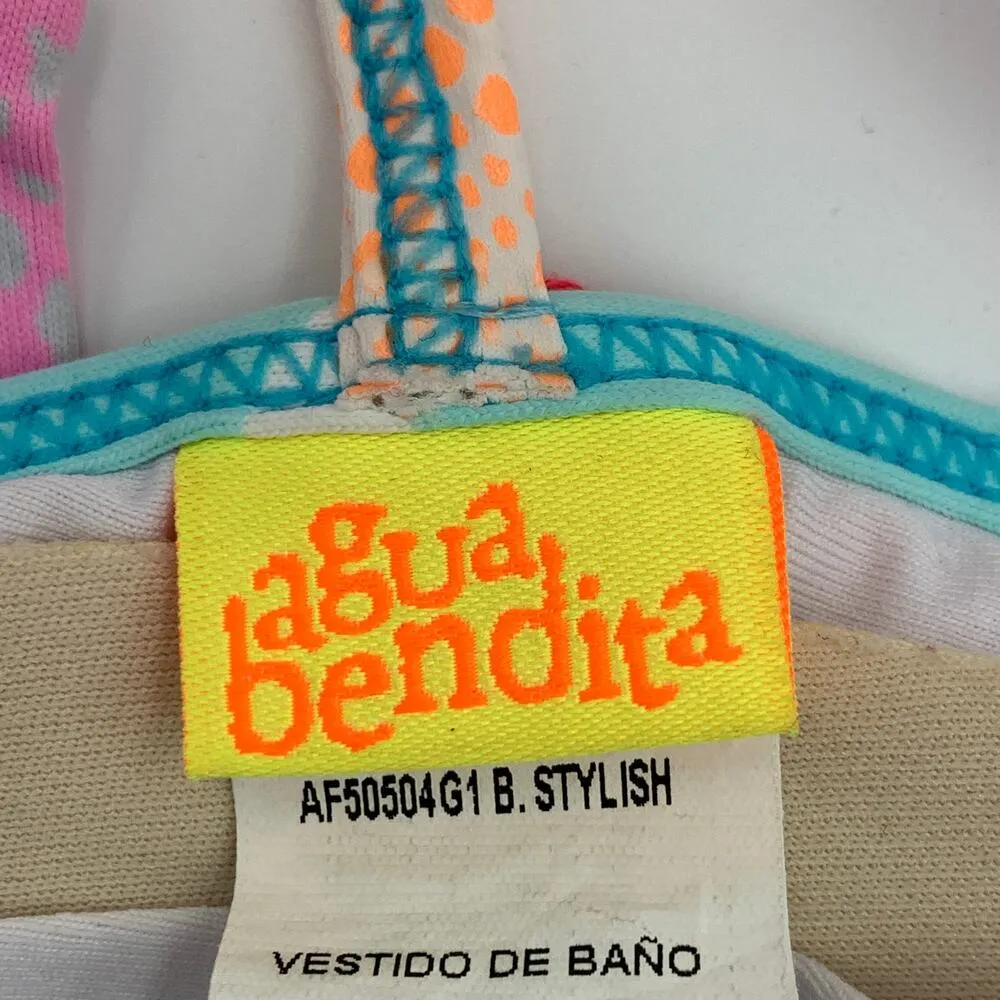 agua
bendita
AF50504G1 B. STYLISH
VESTIDO DE BAÑO